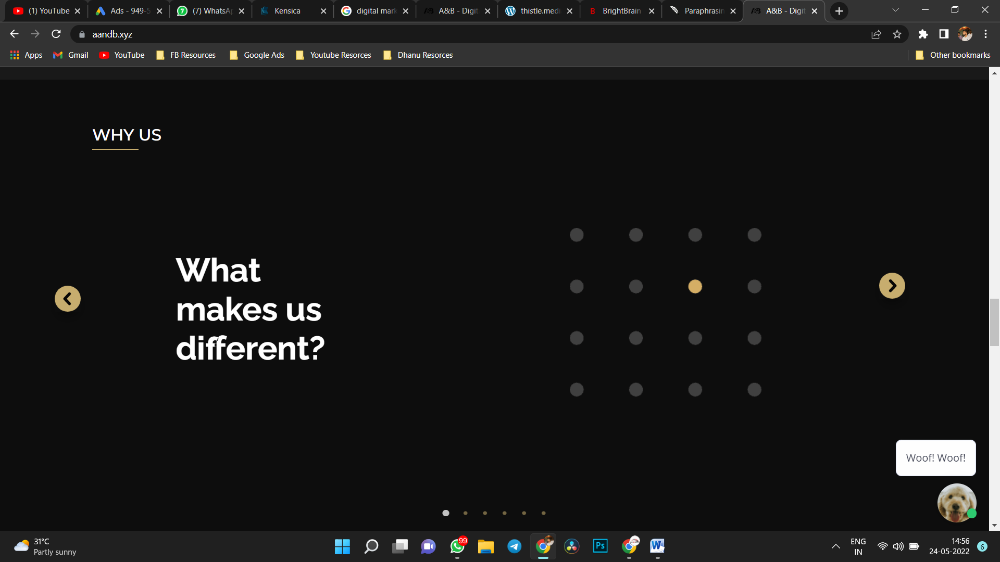 (1) YouTube
Ads - 949-5
(7) WhatsAp
Kensica
digital mark
A&B - Digit
thistle.medi
BrightBrain
Paraphrasin
A&B - Digit
aandb.xyz
Apps
Gmail
YouTube
FB Resources
Google Ads
Youtube Resorces
Dhanu Resorces
Other bookmarks
WHY US
What
makes us
different?
Woof! Woof!
31°C
Partly sunny
99
Ps
W
ENG
IN
14:56
24-05-2022
6